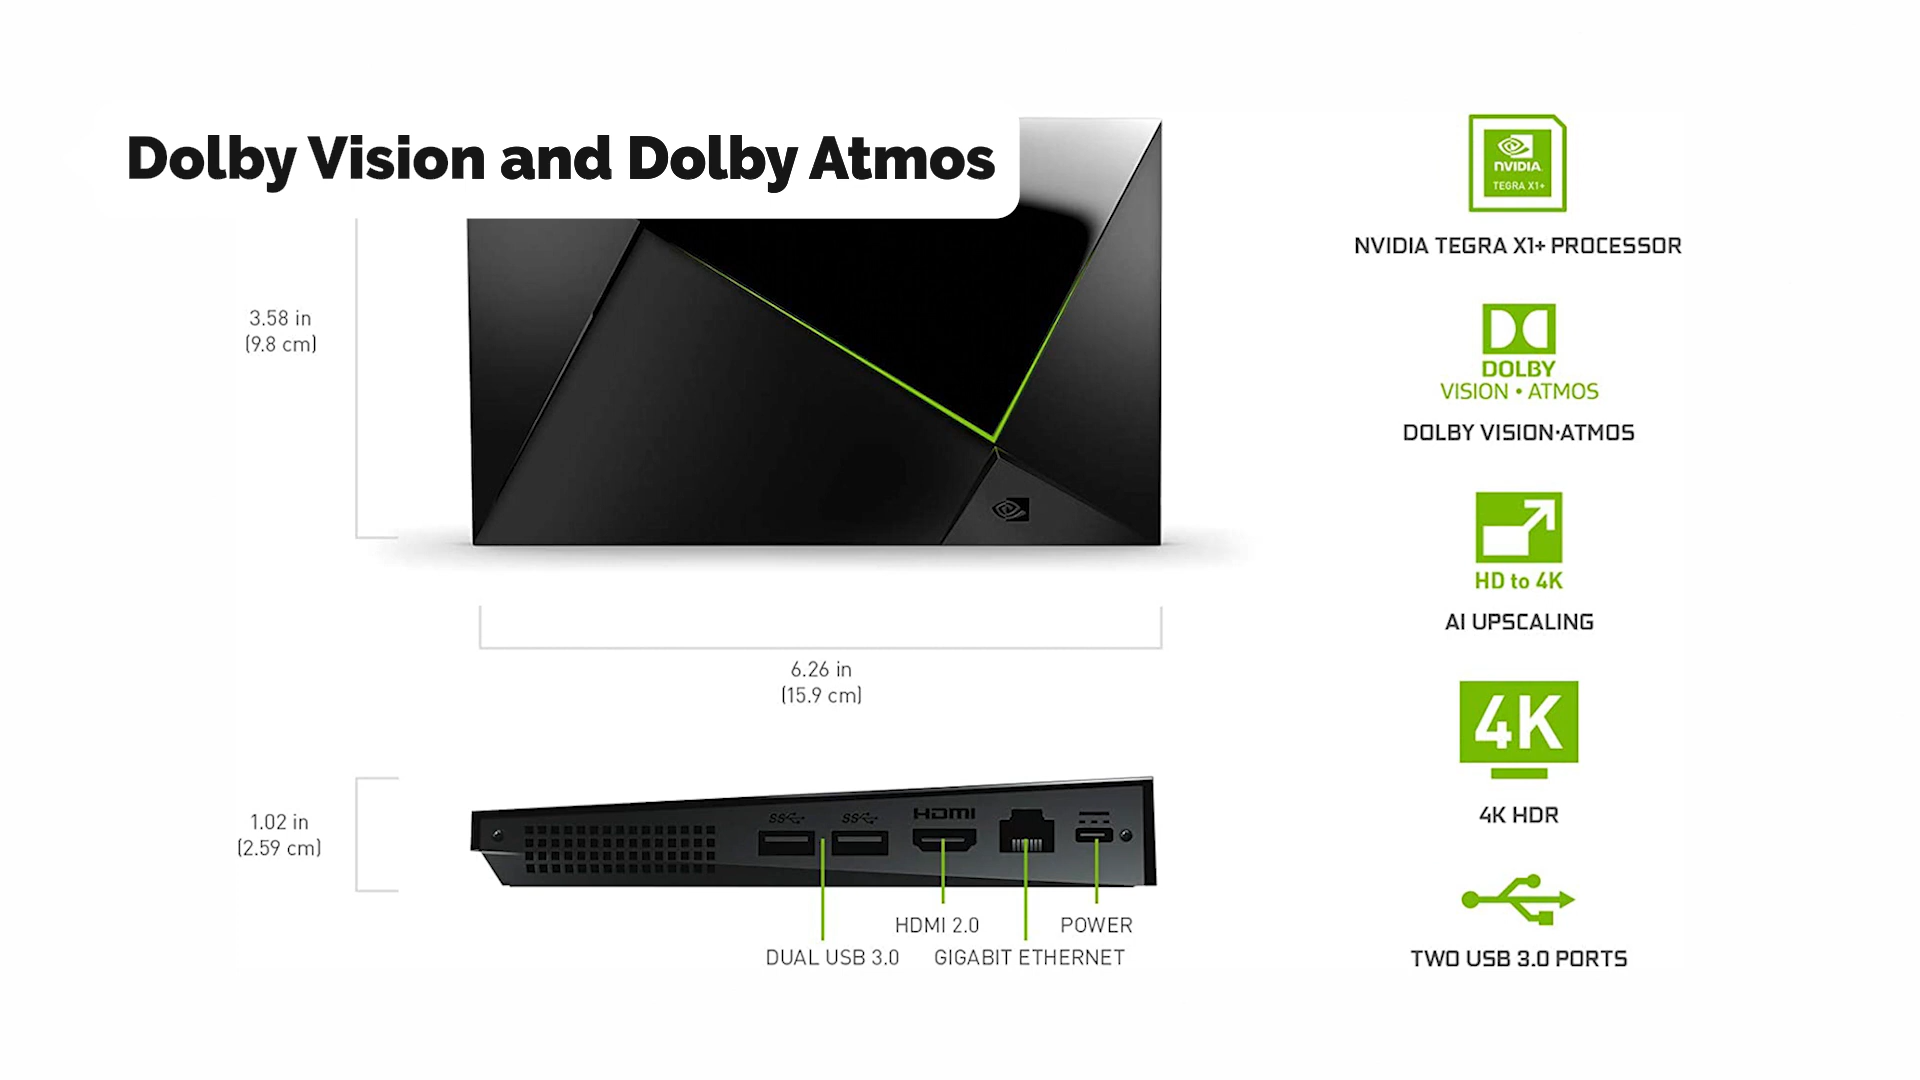 Dolby Vision and Dolby Atmos
3.58 in
(9.8 cm)
6.26 in
(15.9 cm)
1.02 in
(2.59 cm)
SS
SS
HDMI
HDMI 2.0
POWER
DUAL USB 3.0
GIGABIT ETHERNET
NVIDIA
TEGRA X1+
NVIDIA TEGRA X1+ PROCESSOR
DOLBY
VISION • ATMOS
DOLBY VISION·ATMOS
HD to 4K
AI UPSCALING
4K
4K HDR
TWO USB 3.0 PORTS